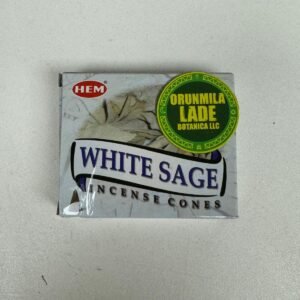 HEM
ORUNMILA
LADE
BOTANICA LLC
WHITE SAGE
INCENSE CONES